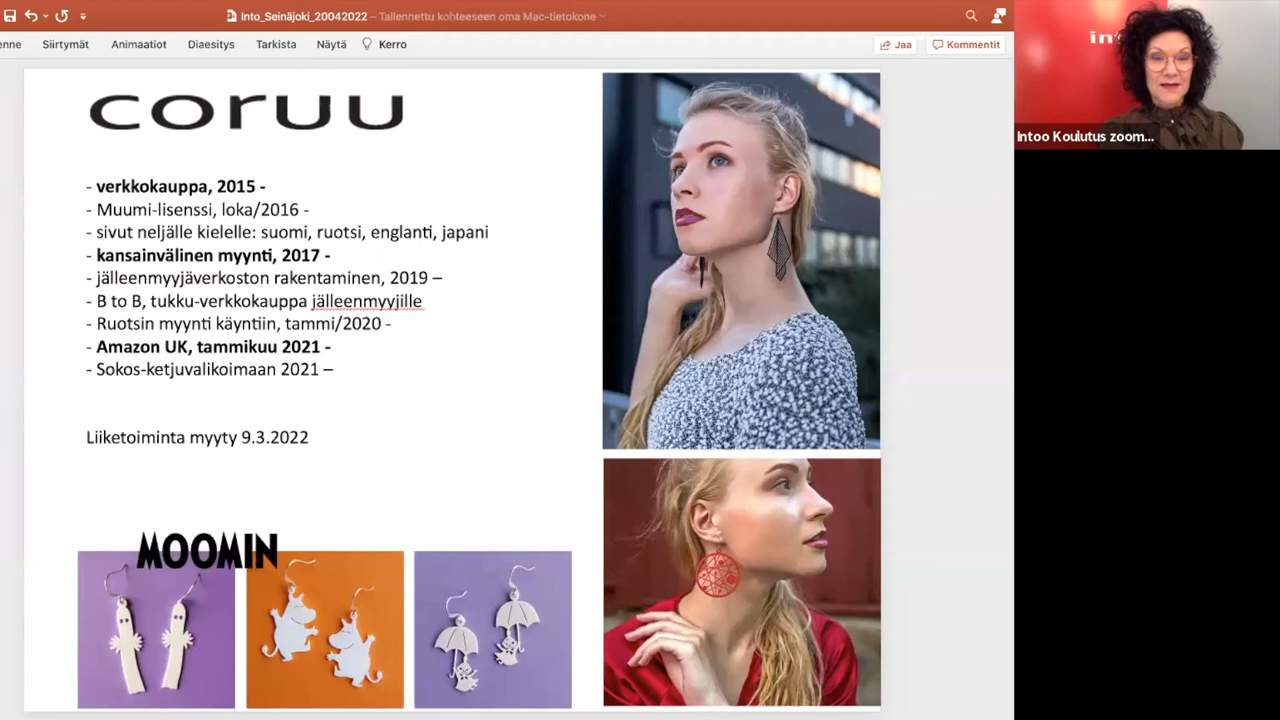 Into_Seinäjoki_20042022 – Tallennettu kohteeseen oma Mac-tietokone
enne Siirtymät Animaatiot Diaesitys Tarkista Näytä Kerro Jaa Kommentit
coruu
- verkkokauppa, 2015 -
- Muumi-lisenssi, loka/2016 -
- sivut neljälle kielelle: suomi, ruotsi, englanti, japani
- kansainvälinen myynti, 2017 -
- jälleenmyyjäverkoston rakentaminen, 2019 –
- B to B, tukku-verkkokauppa jälleenmyyjille
- Ruotsin myynti käyntiin, tammi/2020 -
- Amazon UK, tammikuu 2021 -
- Sokos-ketjuvalikoimaan 2021 –
Liiketoiminta myyty 9.3.2022
MOOMIN
Intoo Koulutus zoom...